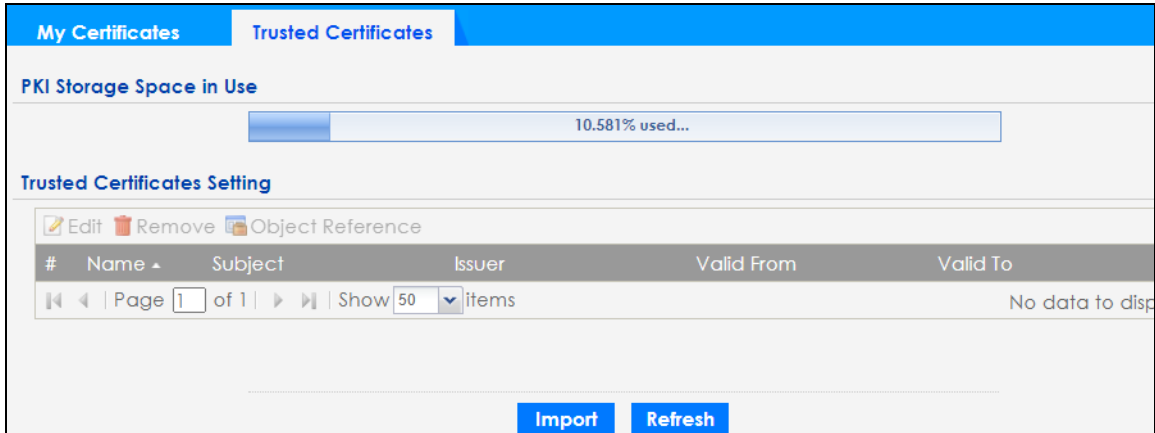 My Certificates Trusted Certificates
PKI Storage Space in Use
10.581% used...
Trusted Certificates Setting
Edit Remove Object Reference
# Name Subject Issuer Valid From Valid To
Page 1 of 1 Show 50 items No data to disp
Import Refresh